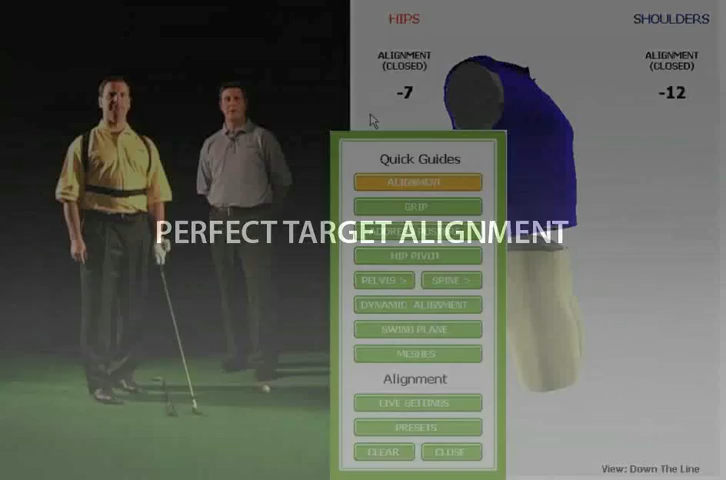 HIPS
SHOULDERS
ALIGNMENT
(CLOSED)
-7
ALIGNMENT
(CLOSED)
-12
Quick Guides
ALIGNMENT
GRIP
PERFECT TARGET ALIGNMENT
HIP PIVOT
PELVIS >
SPINE >
DYNAMIC ALIGNMENT
SWING PLANE
MESHES
Alignment
LIVE SETTINGS
PRESETS
CLEAR
CLOSE
View: Down The Line